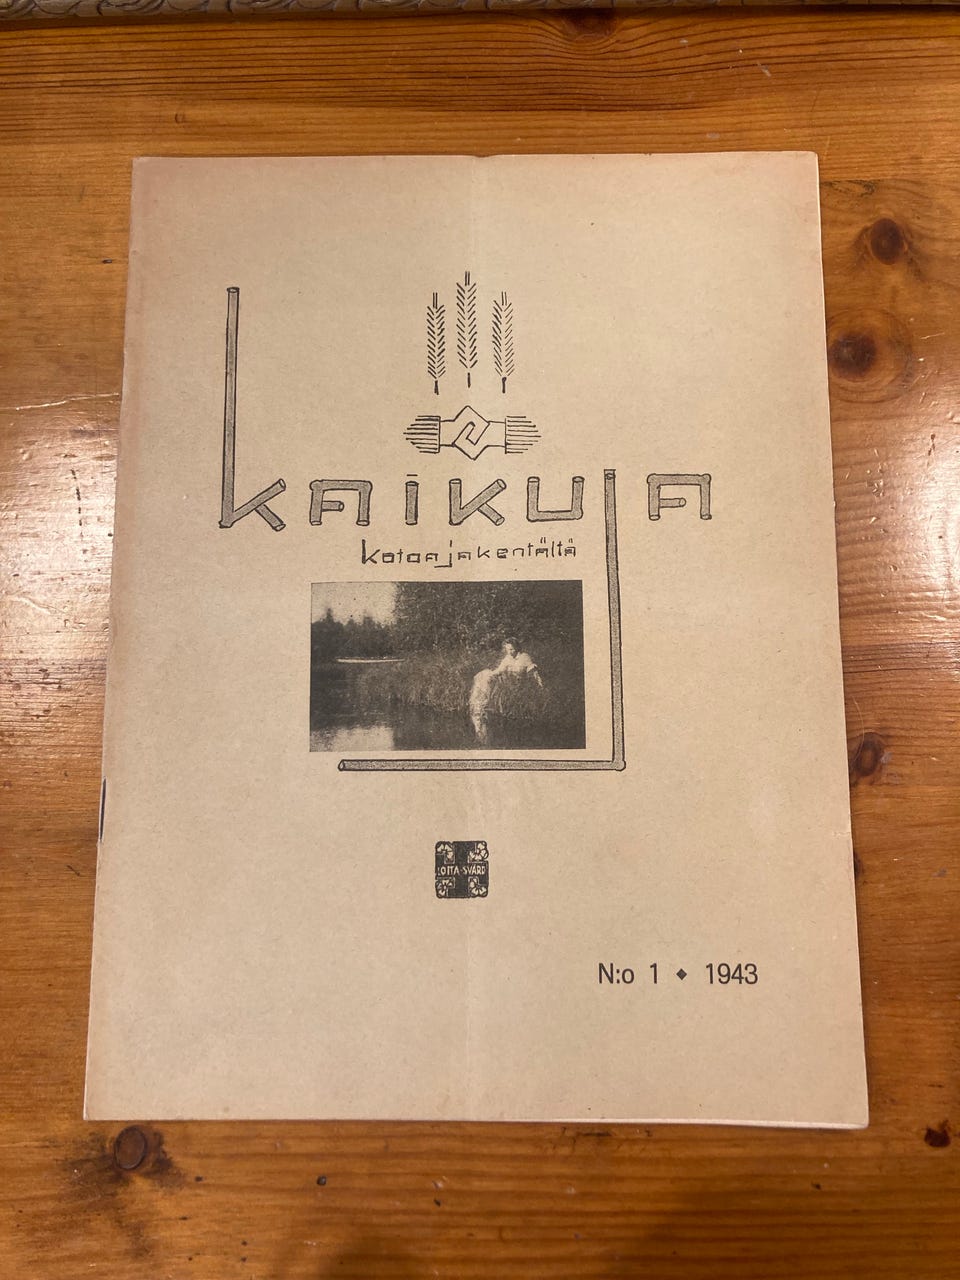 KAIKUJA
Kotoa ja kentältä
LOTTA-SVÄRD
N:o 1 ◆ 1943